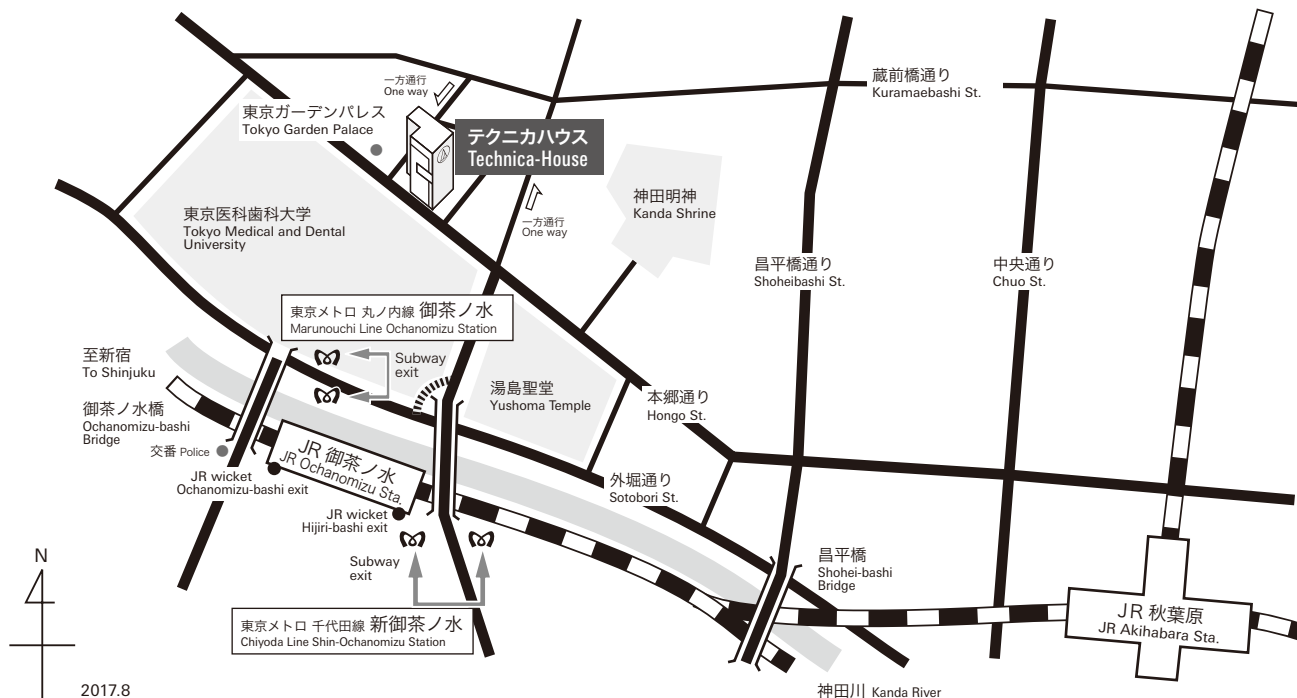 一方通行
One way
蔵前橋通り
Kuramaebashi St.
東京ガーデンパレス
Tokyo Garden Palace
テクニカハウス
Technica-House
神田明神
Kanda Shrine
東京医科歯科大学
Tokyo Medical and Dental
University
一方通行
One way
昌平橋通り
Shoheibashi St.
中央通り
Chuo St.
東京メトロ 丸ノ内線 御茶ノ水
Marunouchi Line Ochanomizu Station
至新宿
To Shinjuku
Subway
exit
湯島聖堂
Yushoma Temple
本郷通り
Hongo St.
御茶ノ水橋
Ochanomizu-bashi
Bridge
交番 Police
JR 御茶ノ水
JR Ochanomizu Sta.
JR wicket
Ochanomizu-bashi exit
外堀通り
Sotobori St.
JR wicket
Hijiri-bashi exit
Subway
exit
昌平橋
Shohei-bashi
Bridge
N
東京メトロ 千代田線 新御茶ノ水
Chiyoda Line Shin-Ochanomizu Station
JR 秋葉原
JR Akihabara Sta.
2017.8
神田川 Kanda River